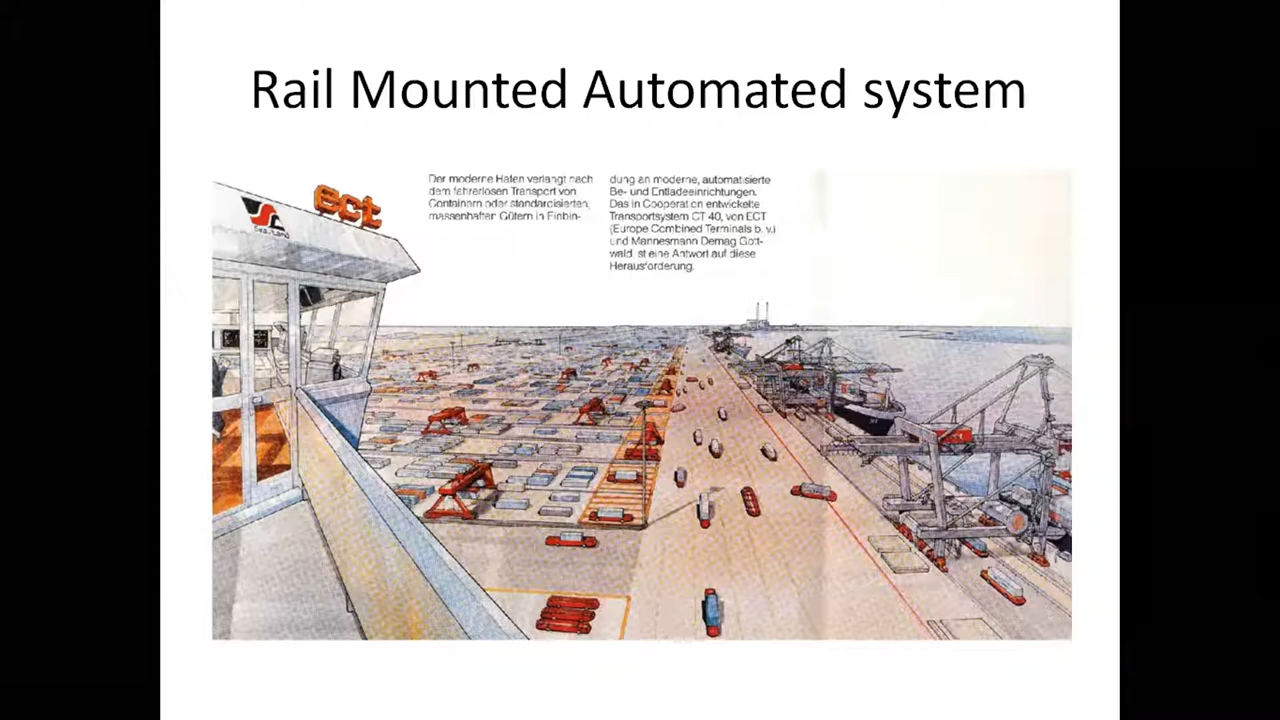 Rail Mounted Automated system
Der moderne Hafen verlangt nach
dem fahrerlosen Transport von
Containern oder standardisierten,
massenhaften Gütern in Einbin-
dung an moderne, automatisierte
Be- und Entladeeinrichtungen.
Das in Cooperation entwickelte
Transportsystem CT 40, von ECT
(Europe Combined Terminals b. v.)
und Mannesmann Demag Gott-
wald ist eine Antwort auf diese
Herausforderung.
ect
Sea-Land